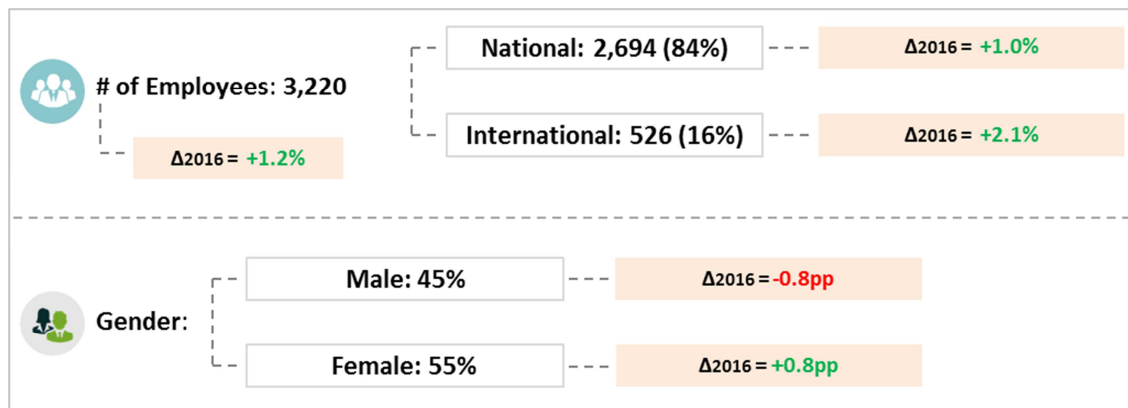 National: 2,694 (84%)
Δ2016 = +1.0%
# of Employees: 3,220
International: 526 (16%)
Δ2016 = +2.1%
Δ2016 = +1.2%
Male: 45%
Δ2016 = -0.8pp
Gender:
Female: 55%
Δ2016 = +0.8pp